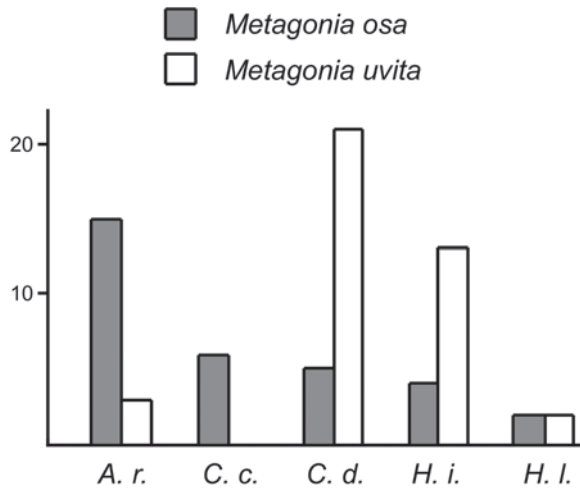 Metagonia osa
Metagonia uvita
20
10
A. r. C. c. C. d. H. i. H. l.